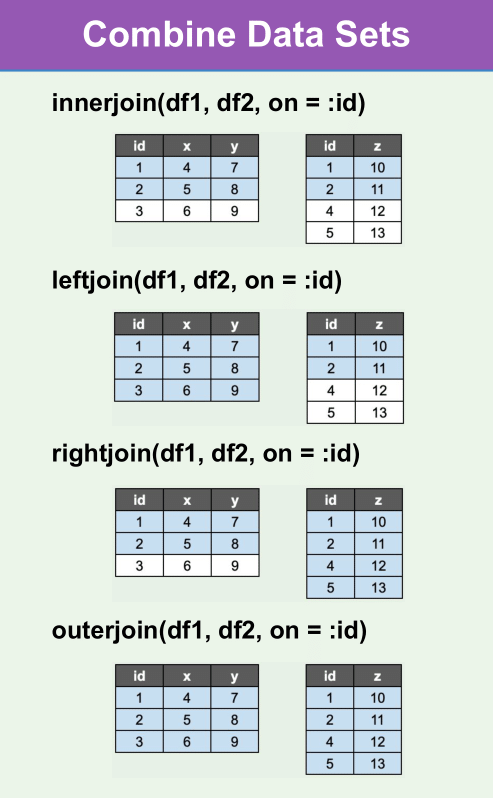 Combine Data Sets
innerjoin(df1, df2, on = :id)
id x y id z
1 4 7 1 10
2 5 8 2 11
3 6 9 4 12
5 13
leftjoin(df1, df2, on = :id)
id x y id z
1 4 7 1 10
2 5 8 2 11
3 6 9 4 12
5 13
rightjoin(df1, df2, on = :id)
id x y id z
1 4 7 1 10
2 5 8 2 11
3 6 9 4 12
5 13
outerjoin(df1, df2, on = :id)
id x y id z
1 4 7 1 10
2 5 8 2 11
3 6 9 4 12
5 13